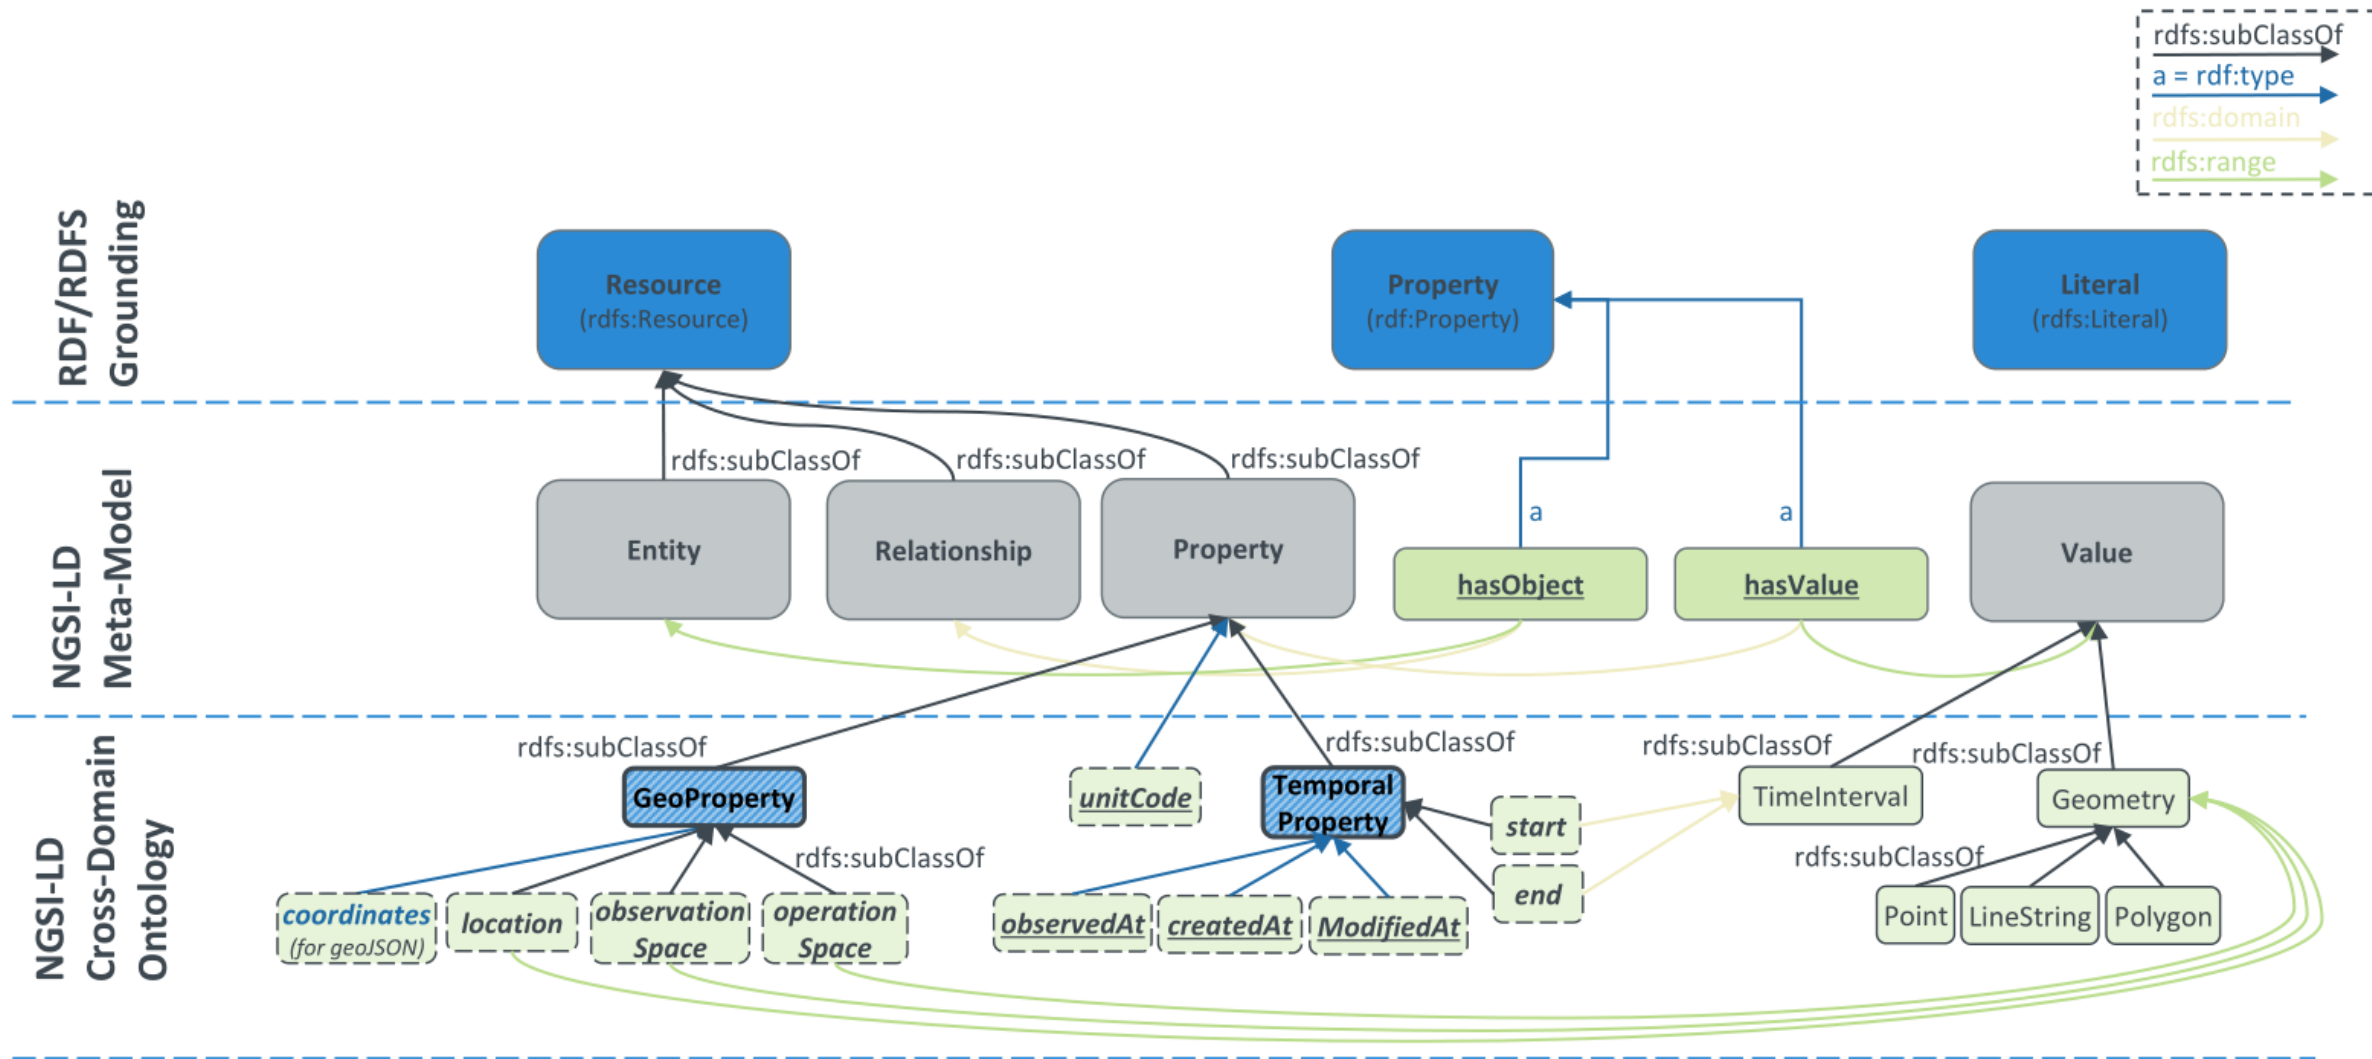 rdfs:subClassOf
a = rdf:type
rdfs:domain
rdfs:range
RDF/RDFS
Grounding
Resource
(rdfs:Resource)
Property
(rdf:Property)
Literal
(rdfs:Literal)
NGSI-LD
Meta-Model
rdfs:subClassOf
rdfs:subClassOf
rdfs:subClassOf
a
a
Entity
Relationship
Property
hasObject
hasValue
Value
NGSI-LD
Cross-Domain
Ontology
rdfs:subClassOf
rdfs:subClassOf
rdfs:subClassOf
rdfs:subClassOf
GeoProperty
unitCode
Temporal
Property
start
TimeInterval
Geometry
rdfs:subClassOf
rdfs:subClassOf
end
coordinates
(for geoJSON)
location
observation
Space
operation
Space
observedAt
createdAt
ModifiedAt
Point
LineString
Polygon